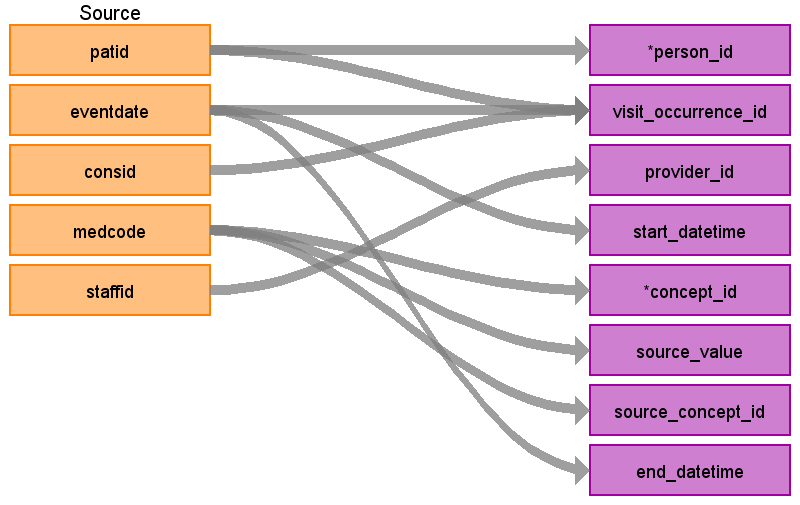 Source
patid
eventdate
consid
medcode
staffid
*person_id
visit_occurrence_id
provider_id
start_datetime
*concept_id
source_value
source_concept_id
end_datetime